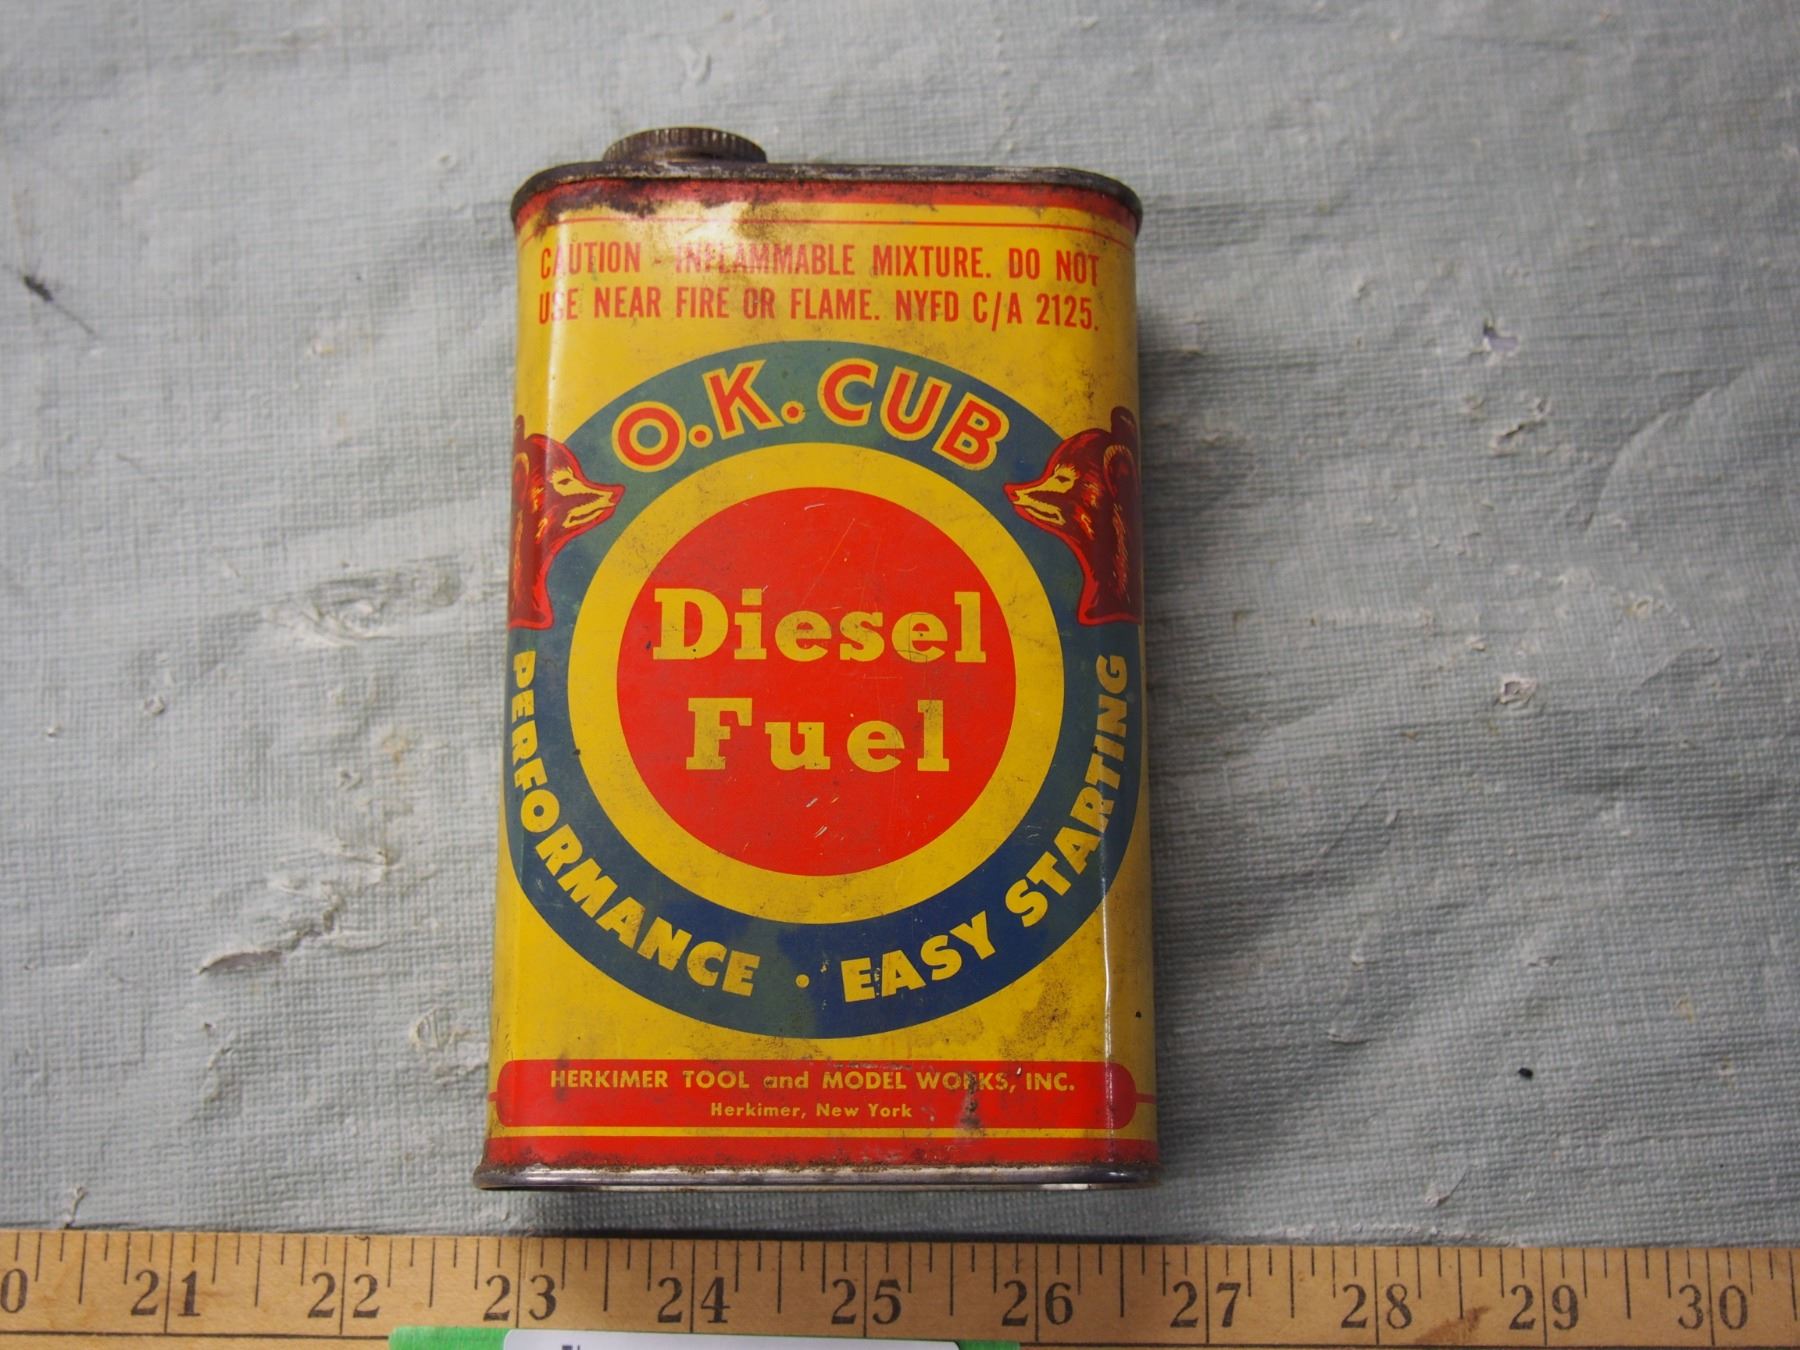 CAUTION - INFLAMMABLE MIXTURE. DO NOT
USE NEAR FIRE OR FLAME. NYFD C/A 2125.
O.K. CUB
Diesel
Fuel
PERFORMANCE · EASY STARTING
HERKIMER TOOL and MODEL WORKS, INC.
Herkimer, New York
21 22 23 24 25 26 27 28 29 30